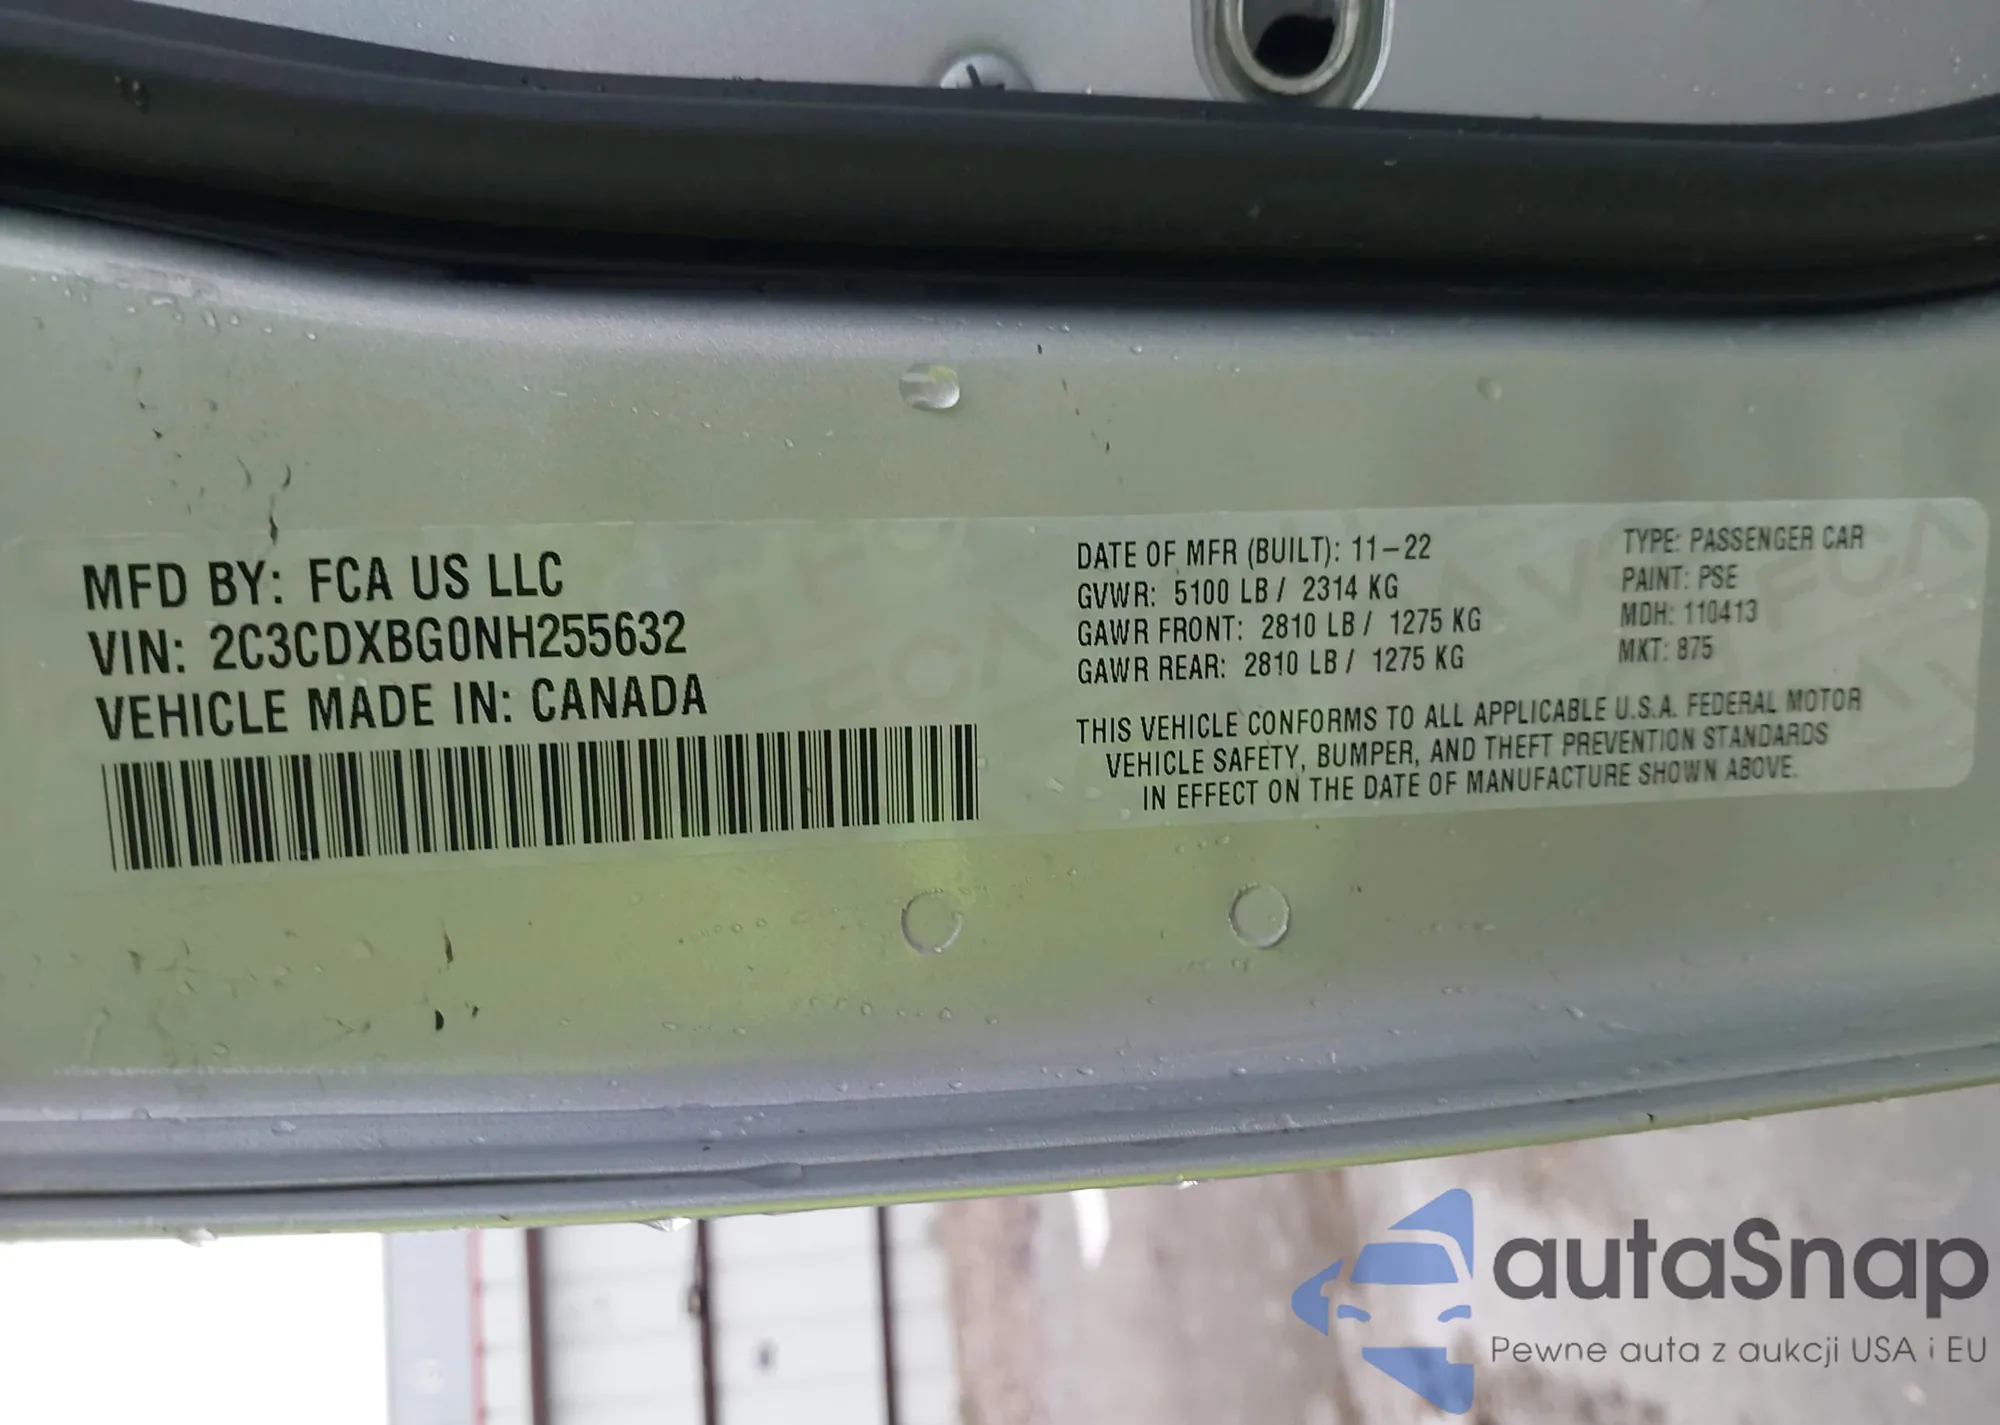 MFD BY: FCA US LLC
VIN: 2C3CDXBG0NH255632
VEHICLE MADE IN: CANADA
DATE OF MFR (BUILT): 11-22
GVWR: 5100 LB / 2314 KG
GAWR FRONT: 2810 LB / 1275 KG
GAWR REAR: 2810 LB / 1275 KG
TYPE: PASSENGER CAR
PAINT: PSE
MDH: 110413
MKT: 875
THIS VEHICLE CONFORMS TO ALL APPLICABLE U.S.A. FEDERAL MOTOR
VEHICLE SAFETY, BUMPER, AND THEFT PREVENTION STANDARDS
IN EFFECT ON THE DATE OF MANUFACTURE SHOWN ABOVE.
autaSnap
Pewne auta z aukcji USA i EU